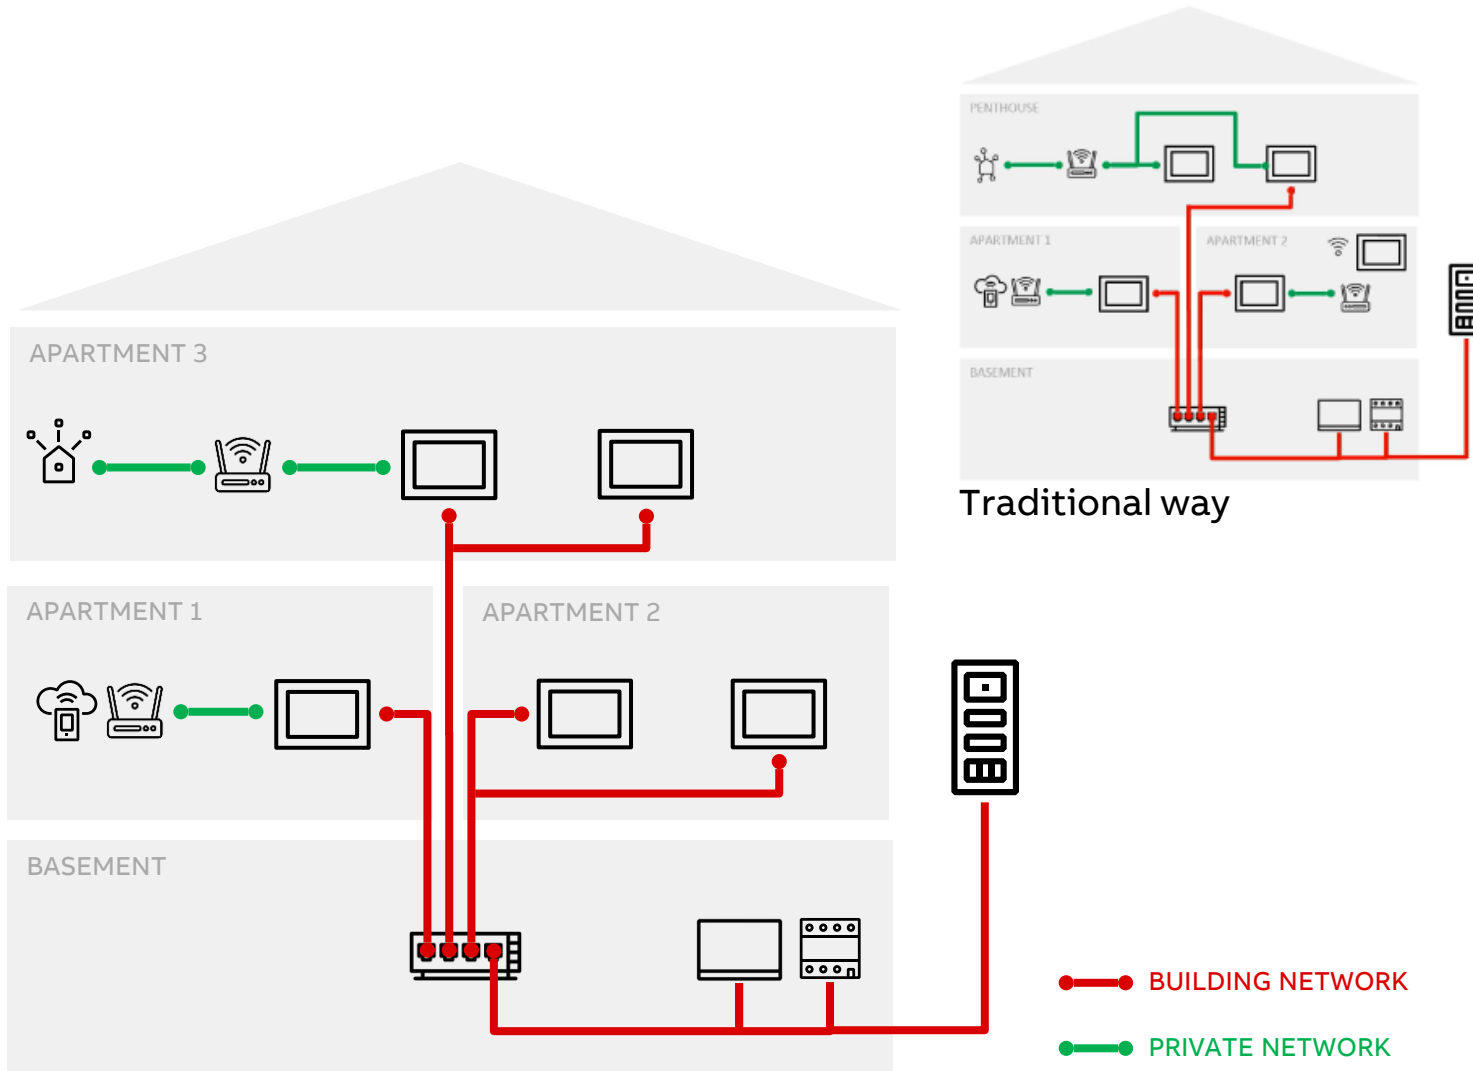 PENTHOUSE
APARTMENT 1
APARTMENT 2
BASEMENT
Traditional way
APARTMENT 3
APARTMENT 1
APARTMENT 2
BASEMENT
BUILDING NETWORK
PRIVATE NETWORK